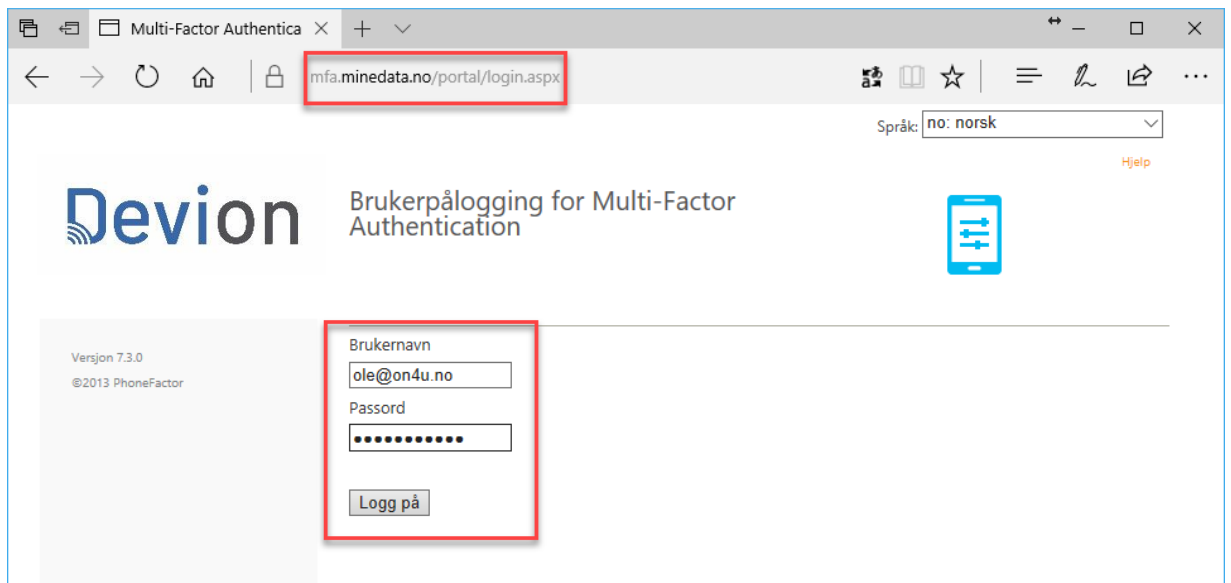 Multi-Factor Authentica
mfa.minedata.no/portal/login.aspx
Språk: no: norsk
Hjelp
Devion
Brukerpålogging for Multi-Factor
Authentication
Versjon 7.3.0
©2013 PhoneFactor
Brukernavn
ole@on4u.no
Passord
•••••••••••
Logg på